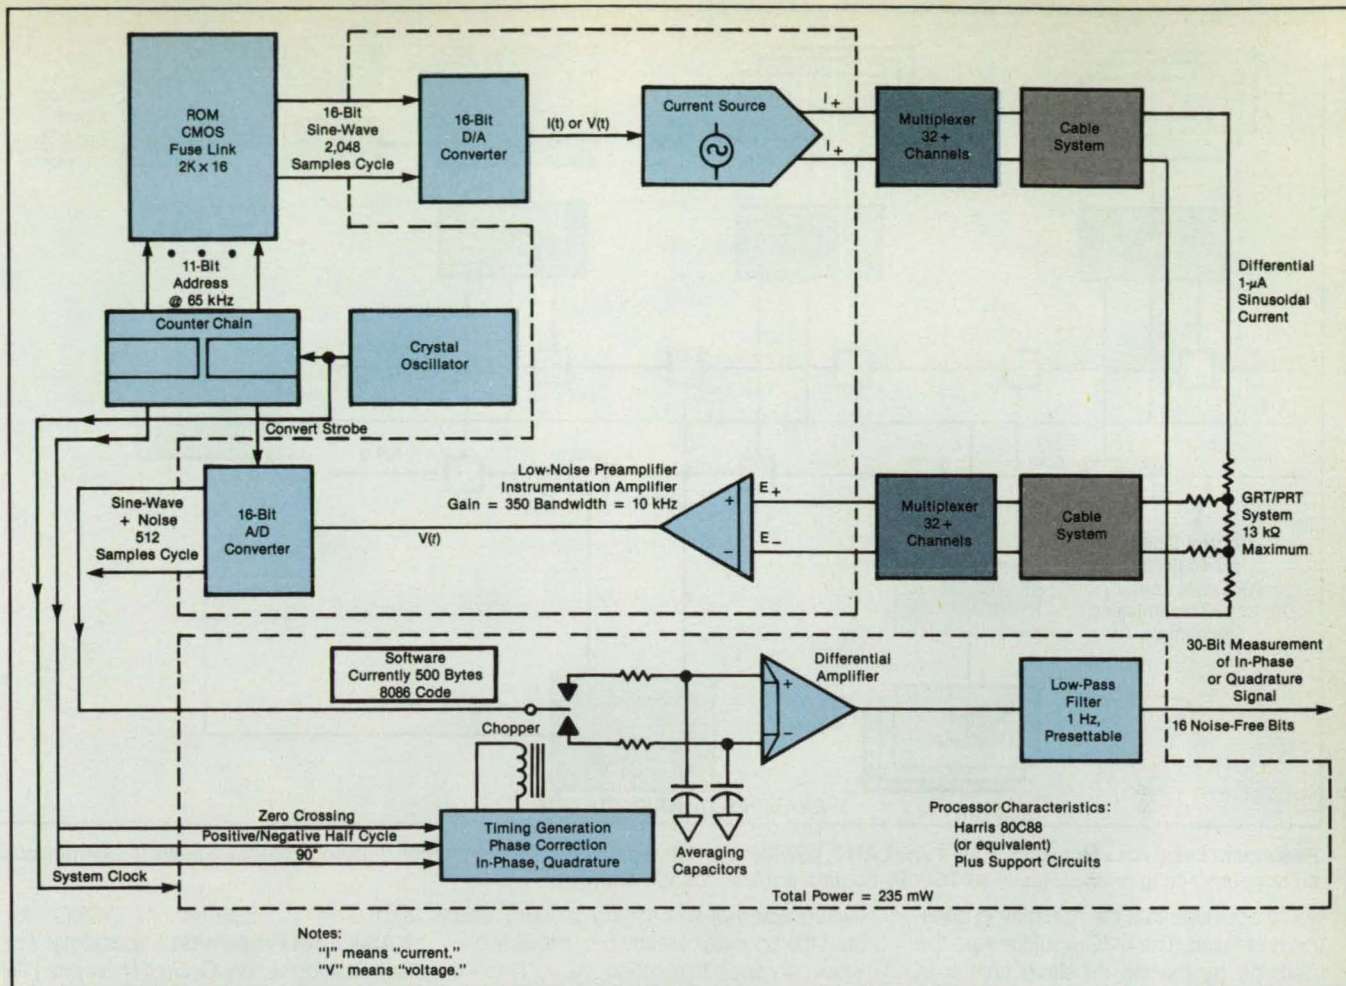 ROM
CMOS
Fuse Link
2K × 16
16-Bit
Sine-Wave
2,048
Samples Cycle
16-Bit
D/A
Converter
I(t) or V(t)
Current Source
I+
I+
Multiplexer
32 +
Channels
Cable
System
11-Bit
Address
@ 65 kHz
Counter Chain
Crystal
Oscillator
Differential
1-μA
Sinusoidal
Current
Convert Strobe
Sine-Wave
+ Noise
512
Samples Cycle
16-Bit
A/D
Converter
V(t)
Low-Noise Preamplifier
Instrumentation Amplifier
Gain = 350 Bandwidth = 10 kHz
+
−
E+
E−
Multiplexer
32 +
Channels
Cable
System
GRT/PRT
System
13 kΩ
Maximum
Software
Currently 500 Bytes
8086 Code
Chopper
Differential
Amplifier
+
−
Low-Pass
Filter
1 Hz,
Presettable
30-Bit Measurement
of In-Phase
or Quadrature
Signal
16 Noise-Free Bits
Zero Crossing
Positive/Negative Half Cycle
90°
System Clock
Timing Generation
Phase Correction
In-Phase, Quadrature
Averaging
Capacitors
Processor Characteristics:
Harris 80C88
(or equivalent)
Plus Support Circuits
Total Power = 235 mW
Notes:
"I" means "current."
"V" means "voltage."